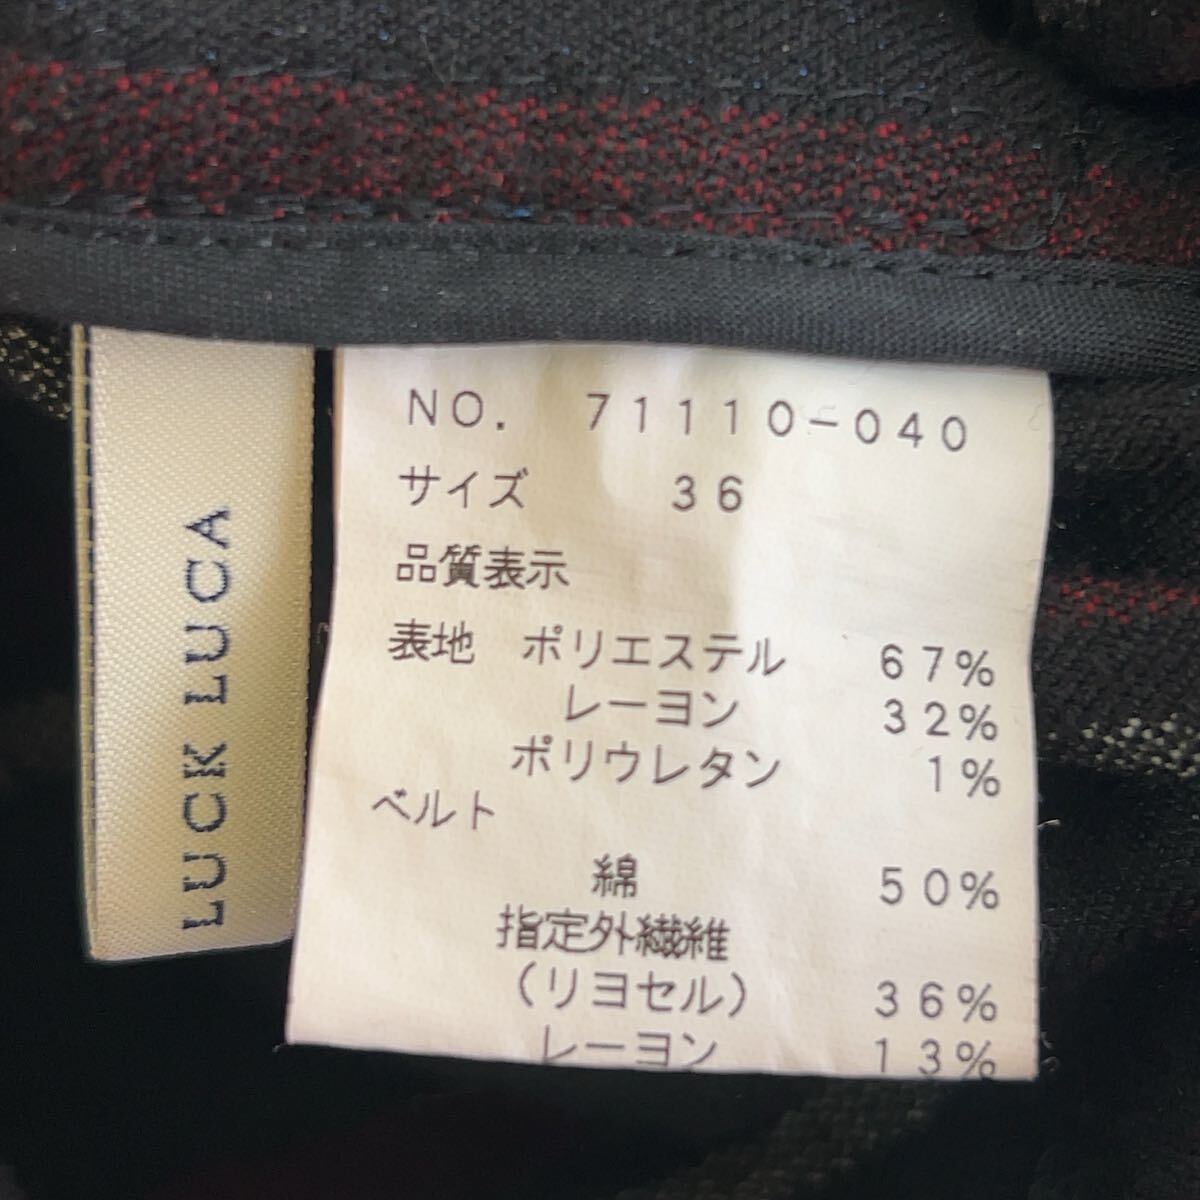 LUCK LUCA
NO. 71110-040
サイズ 36
品質表示
表地 ポリエステル 67%
レーヨン 32%
ポリウレタン 1%
ベルト
綿 50%
指定外繊維
(リヨセル) 36%
レーヨン 13%